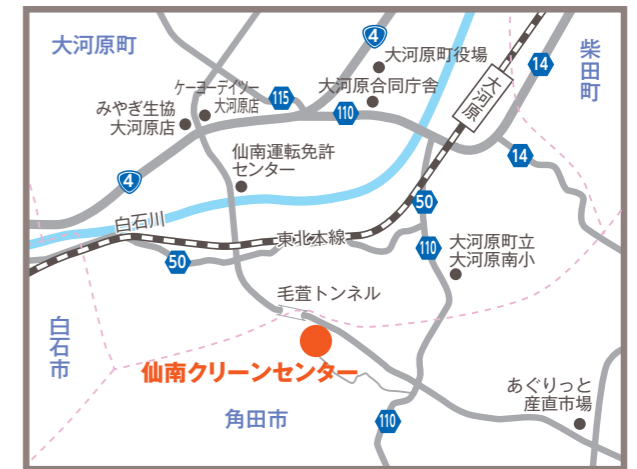 大河原町
4
大河原町役場
柴田町
14
ケーヨーデイツー
大河原店
115
大河原合同庁舎
大河原
みやぎ生協
大河原店
110
14
仙南運転免許
センター
4
50
白石川
東北本線
50
110
大河原町立
大河原南小
毛萱トンネル
白石市
仙南クリーンセンター
あぐりっと
産直市場
角田市
110